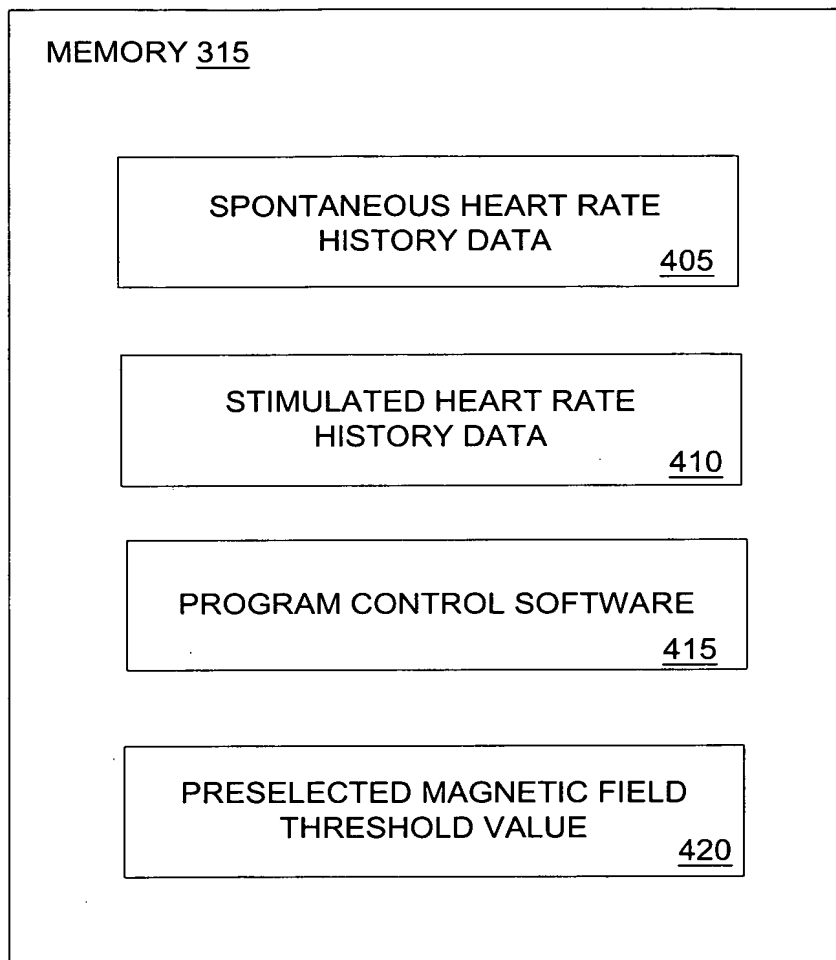 MEMORY 315
SPONTANEOUS HEART RATE
HISTORY DATA
405
STIMULATED HEART RATE
HISTORY DATA
410
PROGRAM CONTROL SOFTWARE
415
PRESELECTED MAGNETIC FIELD
THRESHOLD VALUE
420